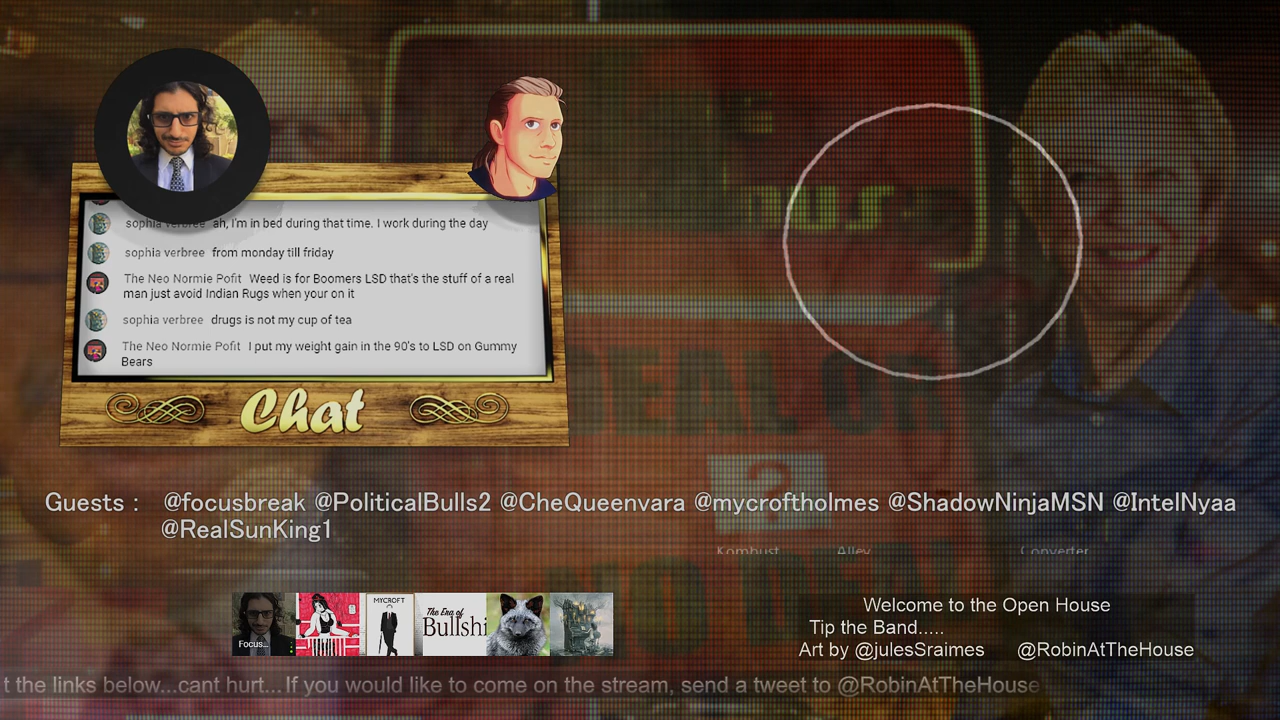 sophia verbree ah, I'm in bed during that time. I work during the day
sophia verbree from monday till friday
The Neo Normie Pofit Weed is for Boomers LSD that's the stuff of a real
man just avoid Indian Rugs when your on it
sophia verbree drugs is not my cup of tea
The Neo Normie Pofit I put my weight gain in the 90's to LSD on Gummy
Bears
Chat
DEAL OR
?
NO DEAL
Guests : @focusbreak @PoliticalBulls2 @CheQueenvara @mycroftholmes @ShadowNinjaMSN @IntelNyaa
@RealSunKing1
Kombust Alley Converter
Focus...
MYCROFT
The Era of
Bullshi
Welcome to the Open House
Tip the Band.....
Art by @julesSraimes @RobinAtTheHouse
t the links below...cant hurt... If you would like to come on the stream, send a tweet to @RobinAtTheHouse